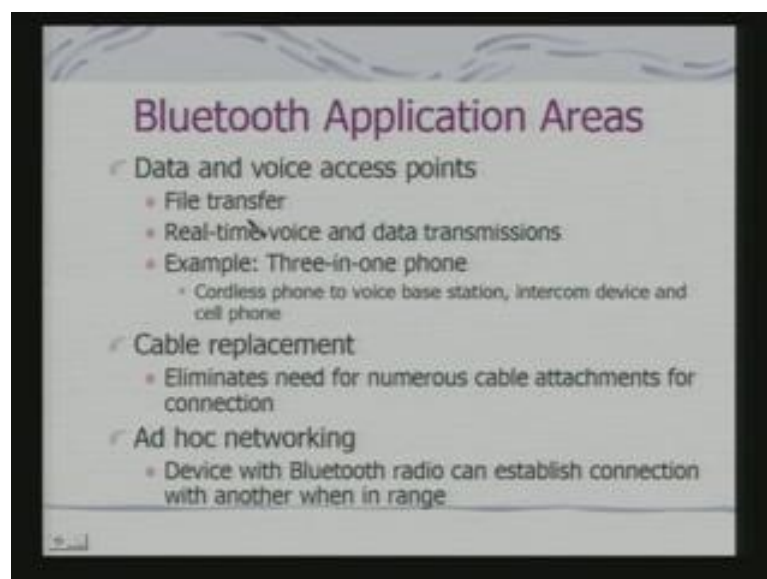 Bluetooth Application Areas
Data and voice access points
File transfer
Real-time voice and data transmissions
Example: Three-in-one phone
Cordless phone to voice base station, intercom device and
cell phone
Cable replacement
Eliminates need for numerous cable attachments for
connection
Ad hoc networking
Device with Bluetooth radio can establish connection
with another when in range